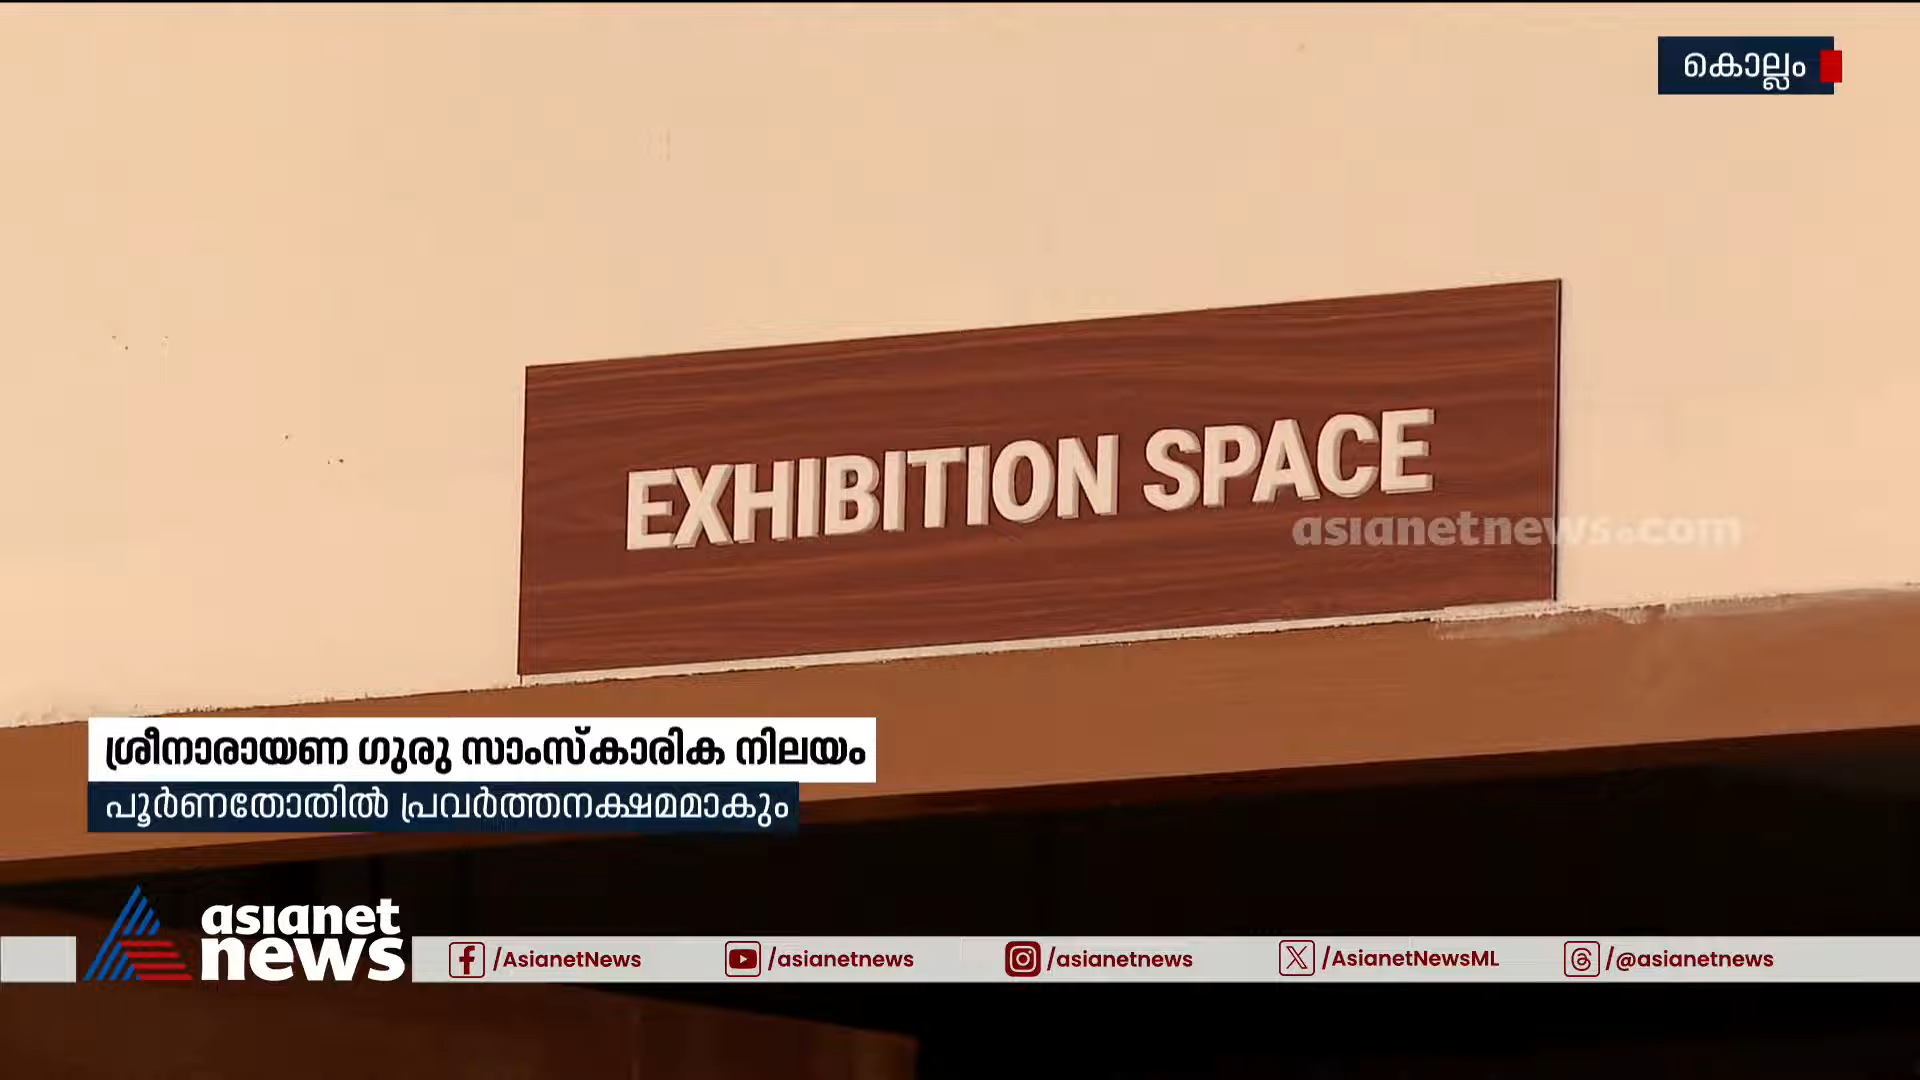 കൊല്ലം
EXHIBITION SPACE
asianetnews.com
ശ്രീനാരായണ ഗുരു സാംസ്കാരിക നിലയം
പൂർണതോതിൽ പ്രവർത്തനക്ഷമമാകും
asianet
news
/AsianetNews
/asianetnews
/asianetnews
/AsianetNewsML
/@asianetnews